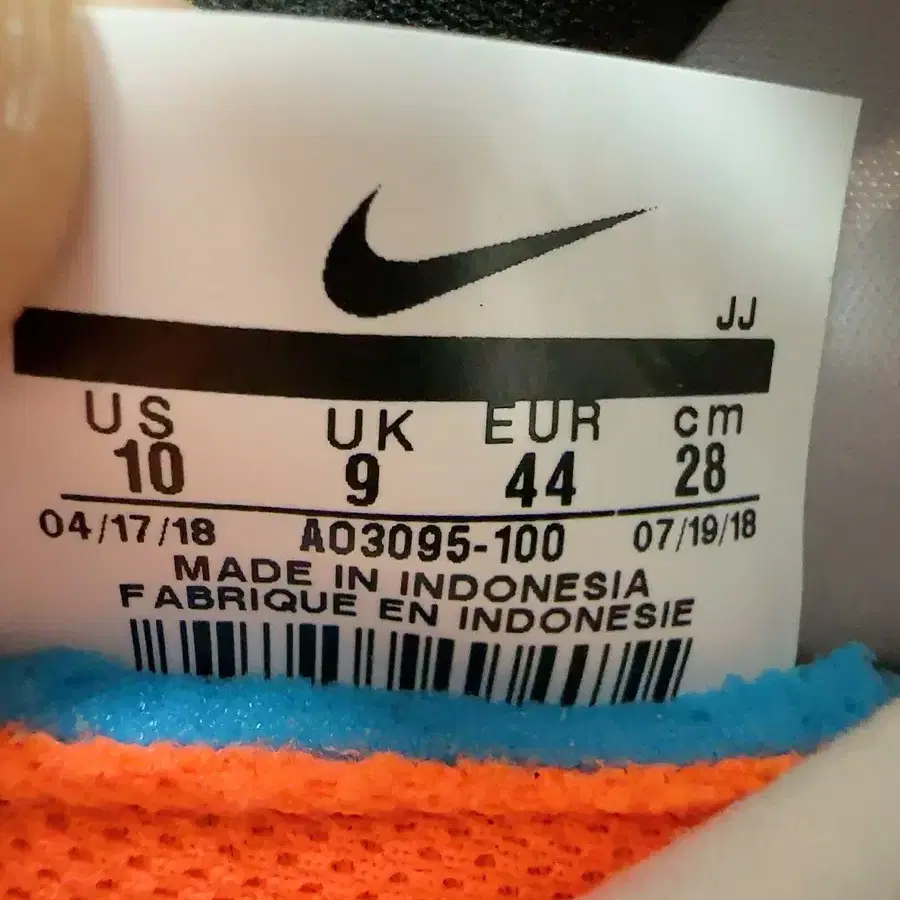 JJ
US UK EUR cm
10 9 44 28
04/17/18 AO3095-100 07/19/18
MADE IN INDONESIA
FABRIQUE EN INDONESIE